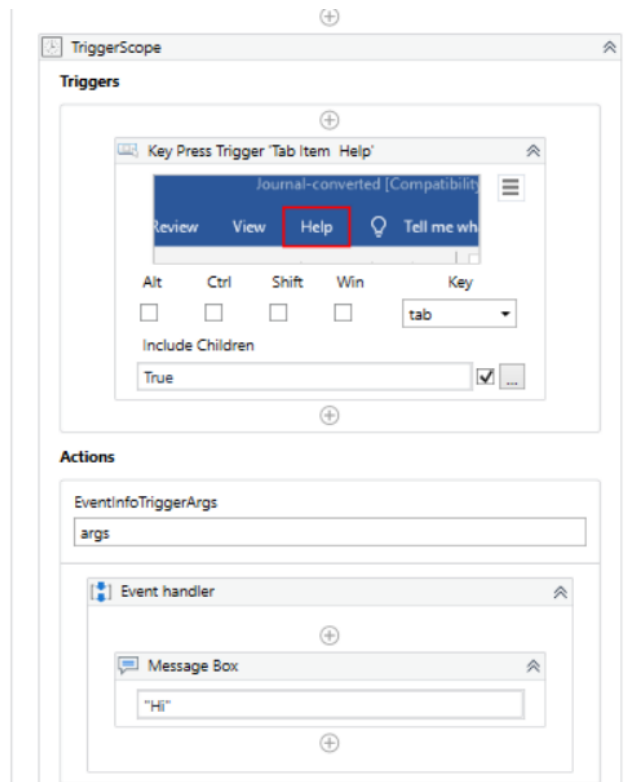 TriggerScope
Triggers
Key Press Trigger 'Tab Item Help'
Journal-converted [Compatibility
Review View Help Tell me wh
Alt Ctrl Shift Win Key
tab
Include Children
True
...
Actions
EventInfoTriggerArgs
args
Event handler
Message Box
"Hi"